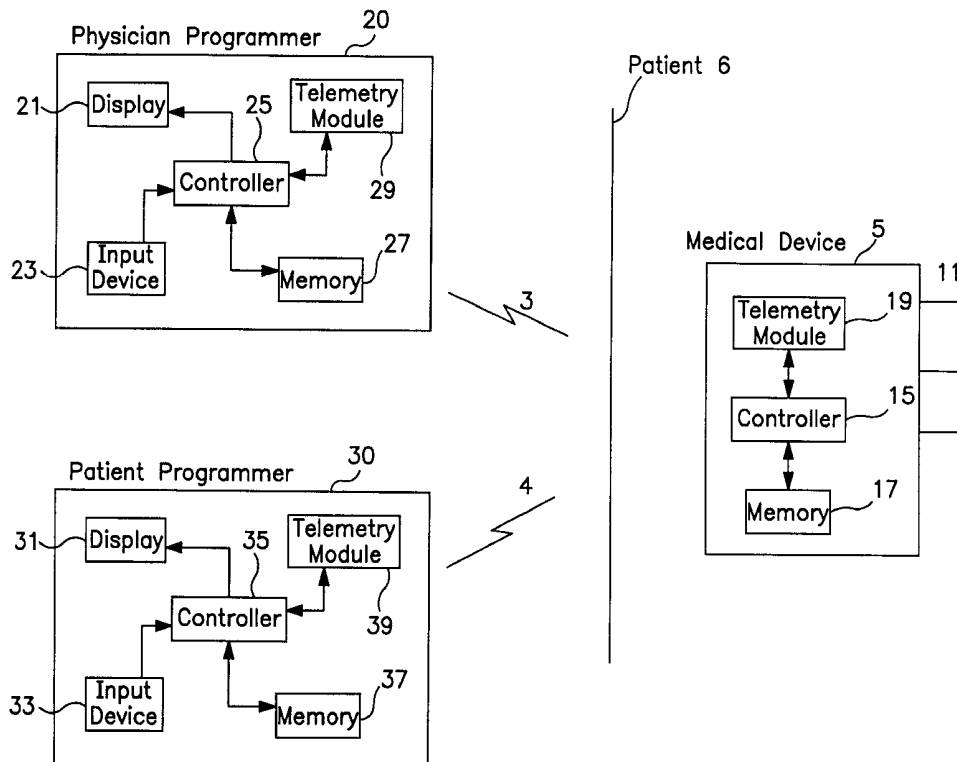 Physician Programmer
20
21
Display
25
Telemetry
Module
29
Controller
23
Input
Device
27
Memory
3
Patient 6
Medical Device
5
11
Telemetry
Module
19
Controller
15
Memory
17
Patient Programmer
30
4
31
Display
35
Telemetry
Module
39
Controller
33
Input
Device
37
Memory